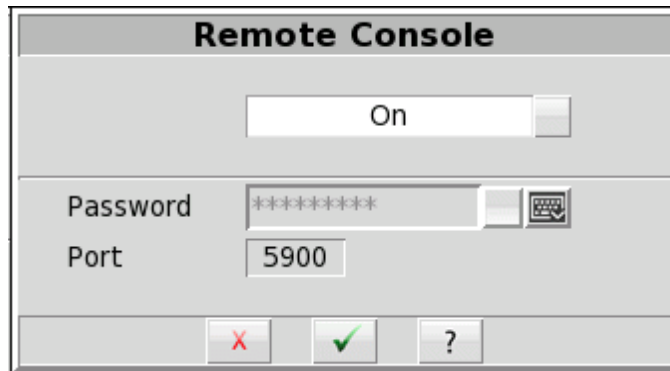 Remote Console
On
Password *********
Port 5900
X ?